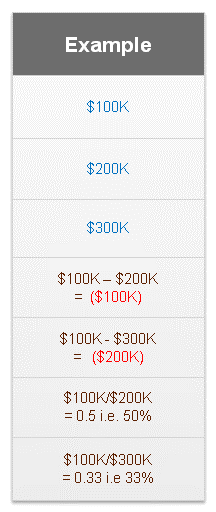 Example
$100K
$200K
$300K
$100K – $200K
= ($100K)
$100K - $300K
= ($200K)
$100K/$200K
= 0.5 i.e. 50%
$100K/$300K
= 0.33 i.e 33%